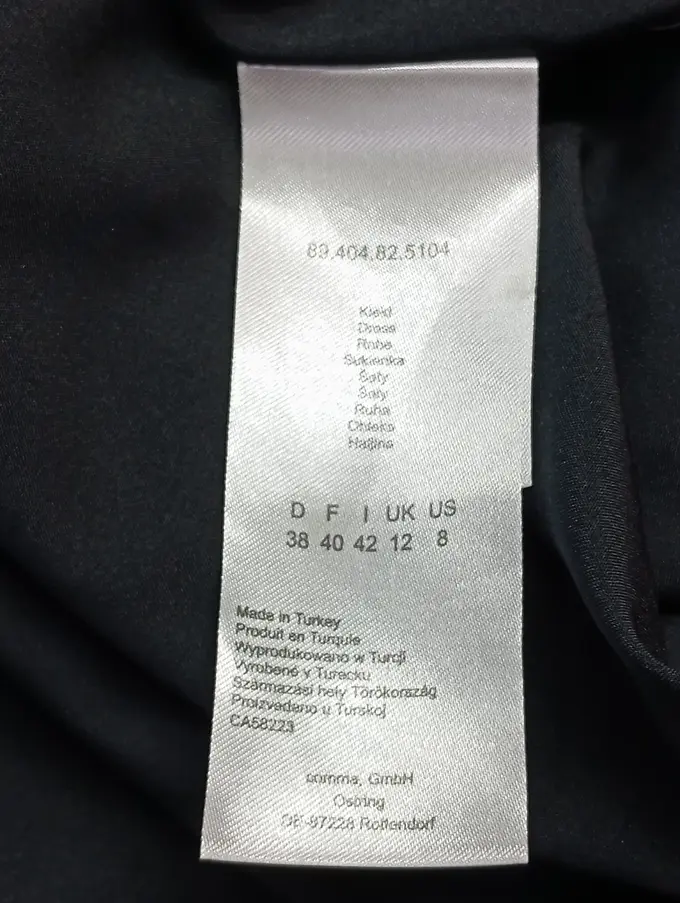 89.404.82.5104
Kleid
Dress
Robe
Sukienka
Šaty
Šaty
Ruha
Obleka
Haljina
D F I UK US
38 40 42 12 8
Made in Turkey
Produit en Turquie
Wyprodukowano w Turcji
Vyrobené v Turecku
Származási hely Törökország
Proizvedeno u Turskoj
CA58223
comma, GmbH
Ostring
DE-97228 Rottendorf